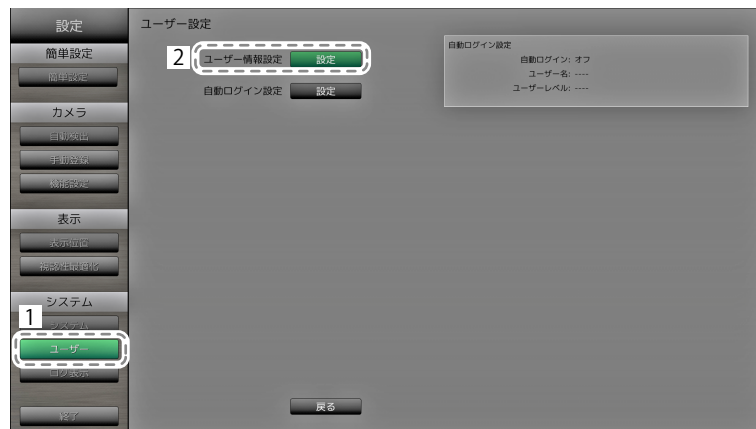 設定
簡単設定
簡単設定
カメラ
自動検出
手動登録
機能設定
表示
表示位置
視認性最適化
システム
1
システム
ユーザー
ログ表示
終了
ユーザー設定
2
ユーザー情報設定 設定
自動ログイン設定 設定
自動ログイン設定
自動ログイン: オフ
ユーザー名: ----
ユーザーレベル: ----
戻る